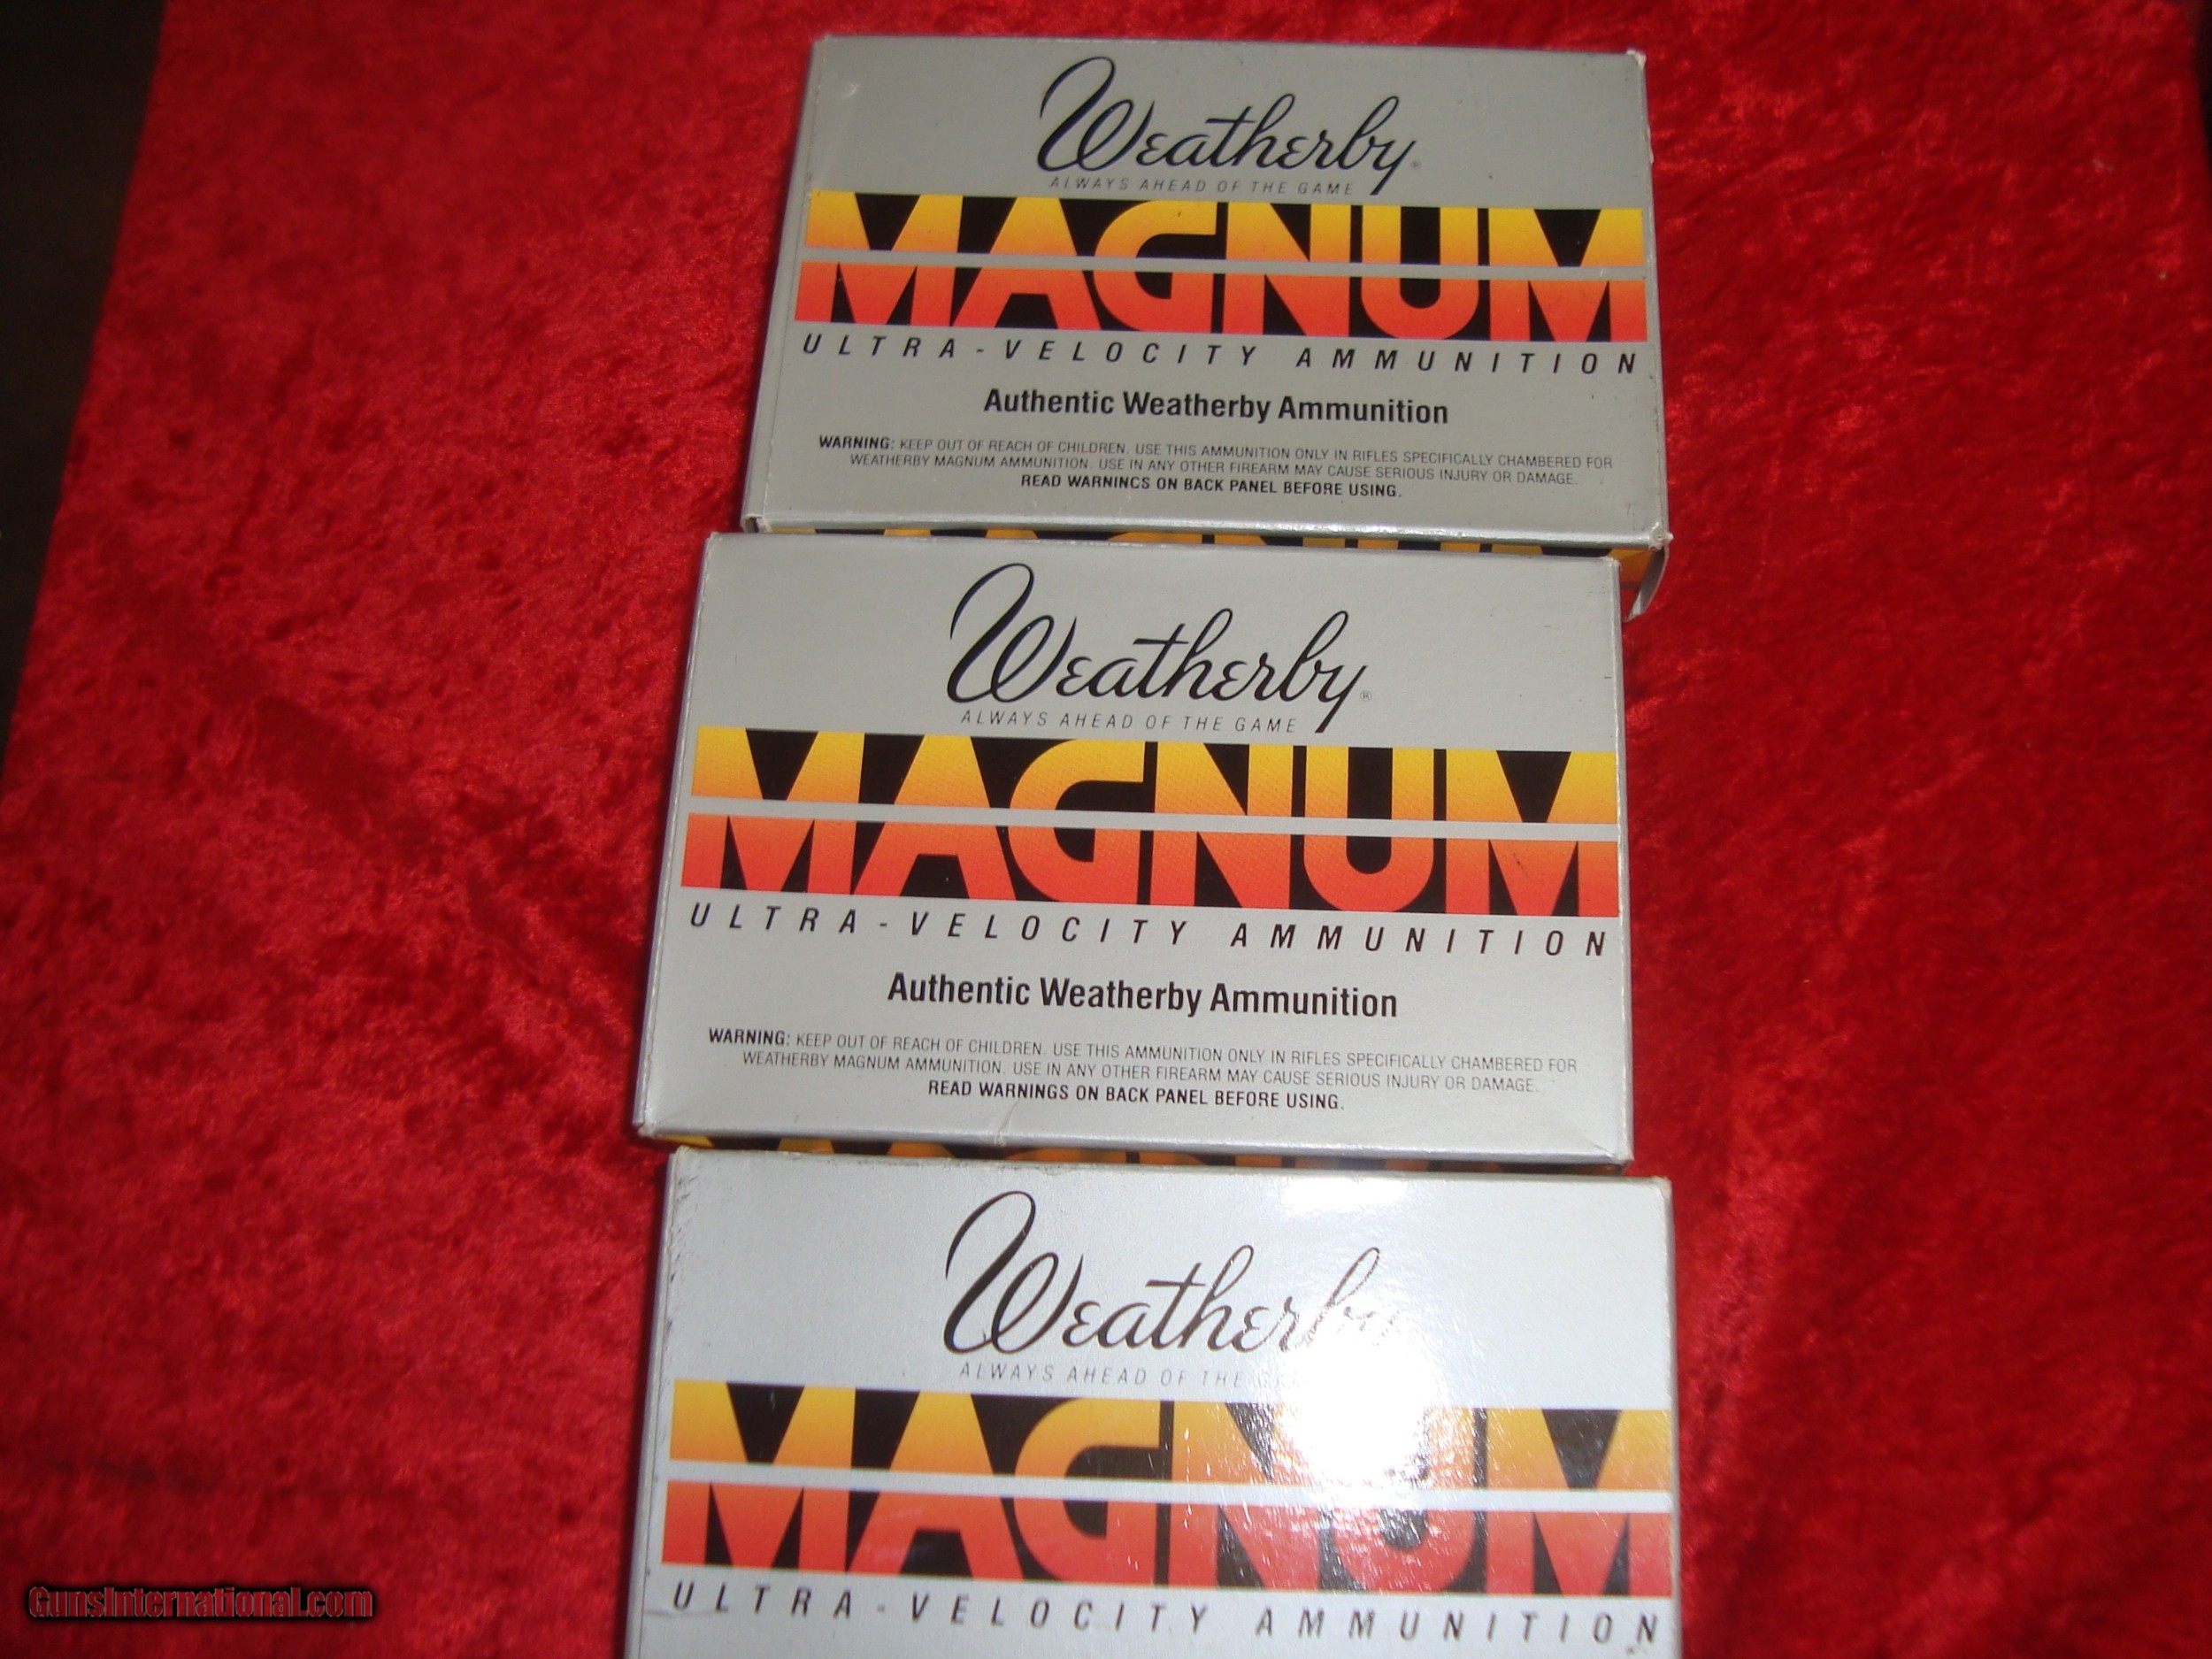 Weatherby®
ALWAYS AHEAD OF THE GAME
MAGNUM
ULTRA-VELOCITY AMMUNITION
Authentic Weatherby Ammunition
WARNING: KEEP OUT OF REACH OF CHILDREN. USE THIS AMMUNITION ONLY IN RIFLES SPECIFICALLY CHAMBERED FOR
WEATHERBY MAGNUM AMMUNITION. USE IN ANY OTHER FIREARM MAY CAUSE SERIOUS INJURY OR DAMAGE.
READ WARNINGS ON BACK PANEL BEFORE USING.
MAGNUM
Weatherby®
ALWAYS AHEAD OF THE GAME
MAGNUM
ULTRA-VELOCITY AMMUNITION
Authentic Weatherby Ammunition
WARNING: KEEP OUT OF REACH OF CHILDREN. USE THIS AMMUNITION ONLY IN RIFLES SPECIFICALLY CHAMBERED FOR
WEATHERBY MAGNUM AMMUNITION. USE IN ANY OTHER FIREARM MAY CAUSE SERIOUS INJURY OR DAMAGE.
READ WARNINGS ON BACK PANEL BEFORE USING.
Weatherby
ALWAYS AHEAD OF THE
MAGNUM
ULTRA-VELOCITY AMMUNITION
GunsInternational.com